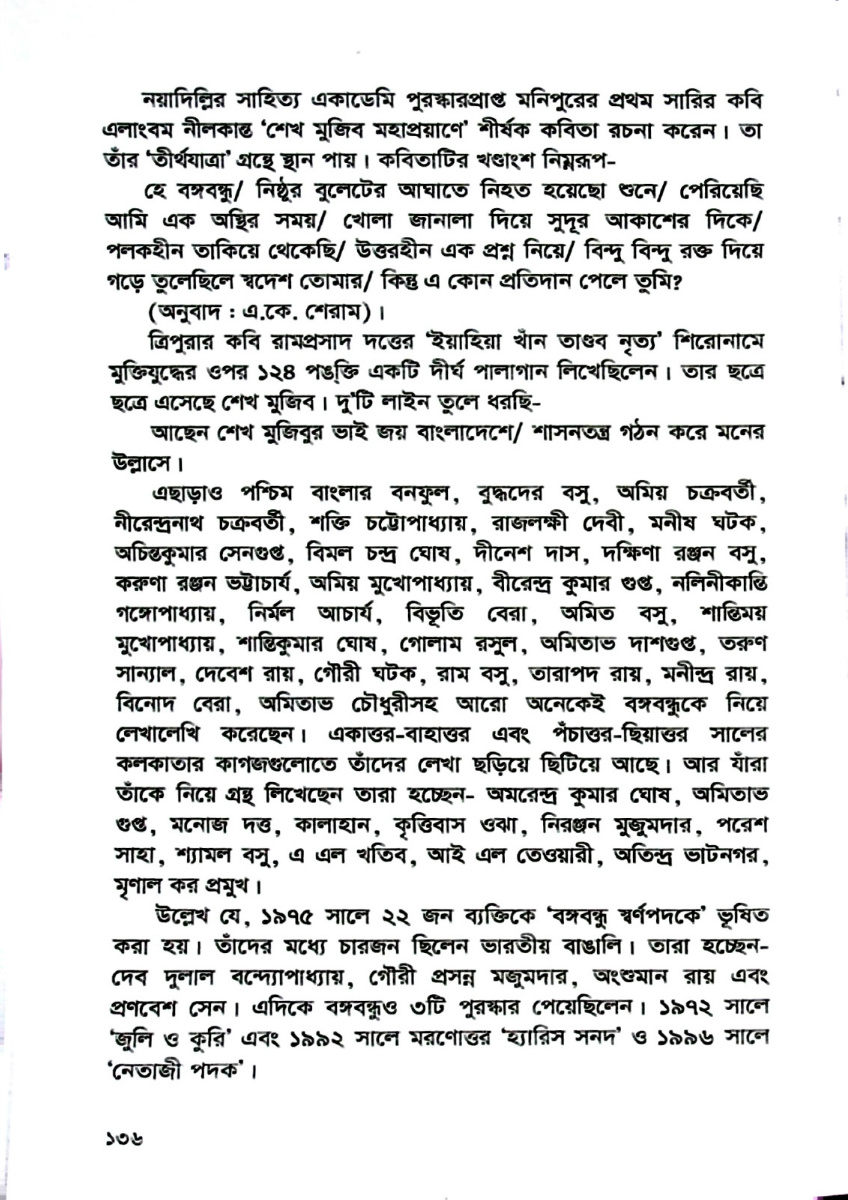 নয়াদিল্লির সাহিত্য একাডেমি পুরস্কারপ্রাপ্ত মনিপুরের প্রথম সারির কবি
এলাংবম নীলকান্ত ‘শেখ মুজিব মহাপ্রয়াণে’ শীর্ষক কবিতা রচনা করেন। তা
তাঁর ‘তীর্থযাত্রা’ গ্রন্থে স্থান পায়। কবিতাটির খণ্ডাংশ নিম্নরূপ-
হে বঙ্গবন্ধু/ নিষ্ঠুর বুলেটের আঘাতে নিহত হয়েছো শুনে/ পেরিয়েছি
আমি এক অস্থির সময়/ খোলা জানালা দিয়ে সুদূর আকাশের দিকে/
পলকহীন তাকিয়ে থেকেছি/ উত্তরহীন এক প্রশ্ন নিয়ে/ বিন্দু বিন্দু রক্ত দিয়ে
গড়ে তুলেছিলে স্বদেশ তোমার/ কিন্তু এ কোন প্রতিদান পেলে তুমি?
(অনুবাদ : এ.কে. শেরাম)।
ত্রিপুরার কবি রামপ্রসাদ দত্তের ‘ইয়াহিয়া খাঁন তাণ্ডব নৃত্য’ শিরোনামে
মুক্তিযুদ্ধের ওপর ১২৪ পঙ্ক্তি একটি দীর্ঘ পালাগান লিখেছিলেন। তার ছত্রে
ছত্রে এসেছে শেখ মুজিব। দু'টি লাইন তুলে ধরছি-
আছেন শেখ মুজিবুর ভাই জয় বাংলাদেশে/ শাসনতন্ত্র গঠন করে মনের
উল্লাসে।
এছাড়াও পশ্চিম বাংলার বনফুল, বুদ্ধদের বসু, অমিয় চক্রবর্তী,
নীরেন্দ্রনাথ চক্রবর্তী, শক্তি চট্টোপাধ্যায়, রাজলক্ষী দেবী, মনীষ ঘটক,
অচিন্তকুমার সেনগুপ্ত, বিমল চন্দ্র ঘোষ, দীনেশ দাস, দক্ষিণা রঞ্জন বসু,
করুণা রঞ্জন ভট্টাচার্য, অমিয় মুখোপাধ্যায়, বীরেন্দ্র কুমার গুপ্ত, নলিনীকান্তি
গঙ্গোপাধ্যায়, নির্মল আচার্য, বিভূতি বেরা, অমিত বসু, শান্তিময়
মুখোপাধ্যায়, শান্তিকুমার ঘোষ, গোলাম রসুল, অমিতাভ দাশগুপ্ত, তরুণ
সান্যাল, দেবেশ রায়, গৌরী ঘটক, রাম বসু, তারাপদ রায়, মনীন্দ্র রায়,
বিনোদ বেরা, অমিতাভ চৌধুরীসহ আরো অনেকেই বঙ্গবন্ধুকে নিয়ে
লেখালেখি করেছেন। একাত্তর-বাহাত্তর এবং পঁচাত্তর-ছিয়াত্তর সালের
কলকাতার কাগজগুলোতে তাঁদের লেখা ছড়িয়ে ছিটিয়ে আছে। আর যাঁরা
তাঁকে নিয়ে গ্রন্থ লিখেছেন তারা হচ্ছেন- অমরেন্দ্র কুমার ঘোষ, অমিতাভ
গুপ্ত, মনোজ দত্ত, কালাহান, কৃত্তিবাস ওঝা, নিরঞ্জন মুজুমদার, পরেশ
সাহা, শ্যামল বসু, এ এল খতিব, আই এল তেওয়ারী, অতিন্দ্র ভাটনগর,
মৃণাল কর প্রমুখ।
উল্লেখ যে, ১৯৭৫ সালে ২২ জন ব্যক্তিকে ‘বঙ্গবন্ধু স্বর্ণপদকে’ ভূষিত
করা হয়। তাঁদের মধ্যে চারজন ছিলেন ভারতীয় বাঙালি। তারা হচ্ছেন-
দেব দুলাল বন্দ্যোপাধ্যায়, গৌরী প্রসন্ন মজুমদার, অংশুমান রায় এবং
প্রণবেশ সেন। এদিকে বঙ্গবন্ধুও ৩টি পুরস্কার পেয়েছিলেন। ১৯৭২ সালে
‘জুলি ও কুরি’ এবং ১৯৯২ সালে মরণোত্তর ‘হ্যারিস সনদ’ ও ১৯৯৬ সালে
‘নেতাজী পদক’।
১৩৬